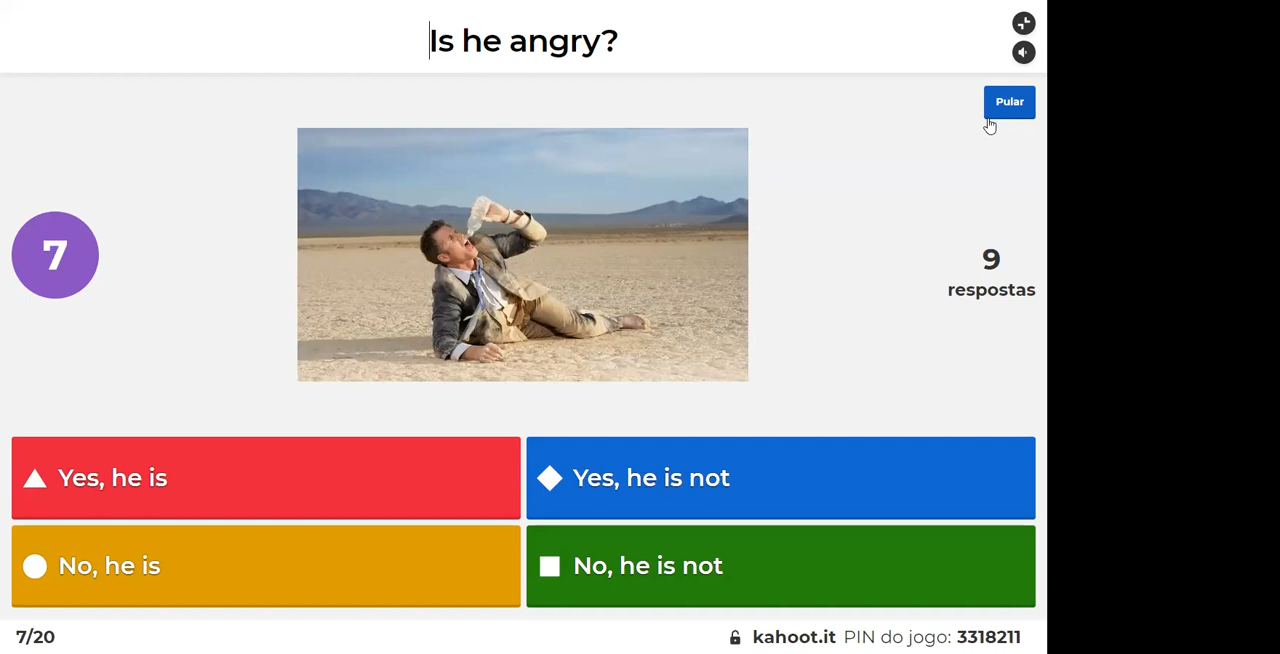 Is he angry?
Pular
7
9
respostas
Yes, he is
Yes, he is not
No, he is
No, he is not
7/20
kahoot.it PIN do jogo: 3318211